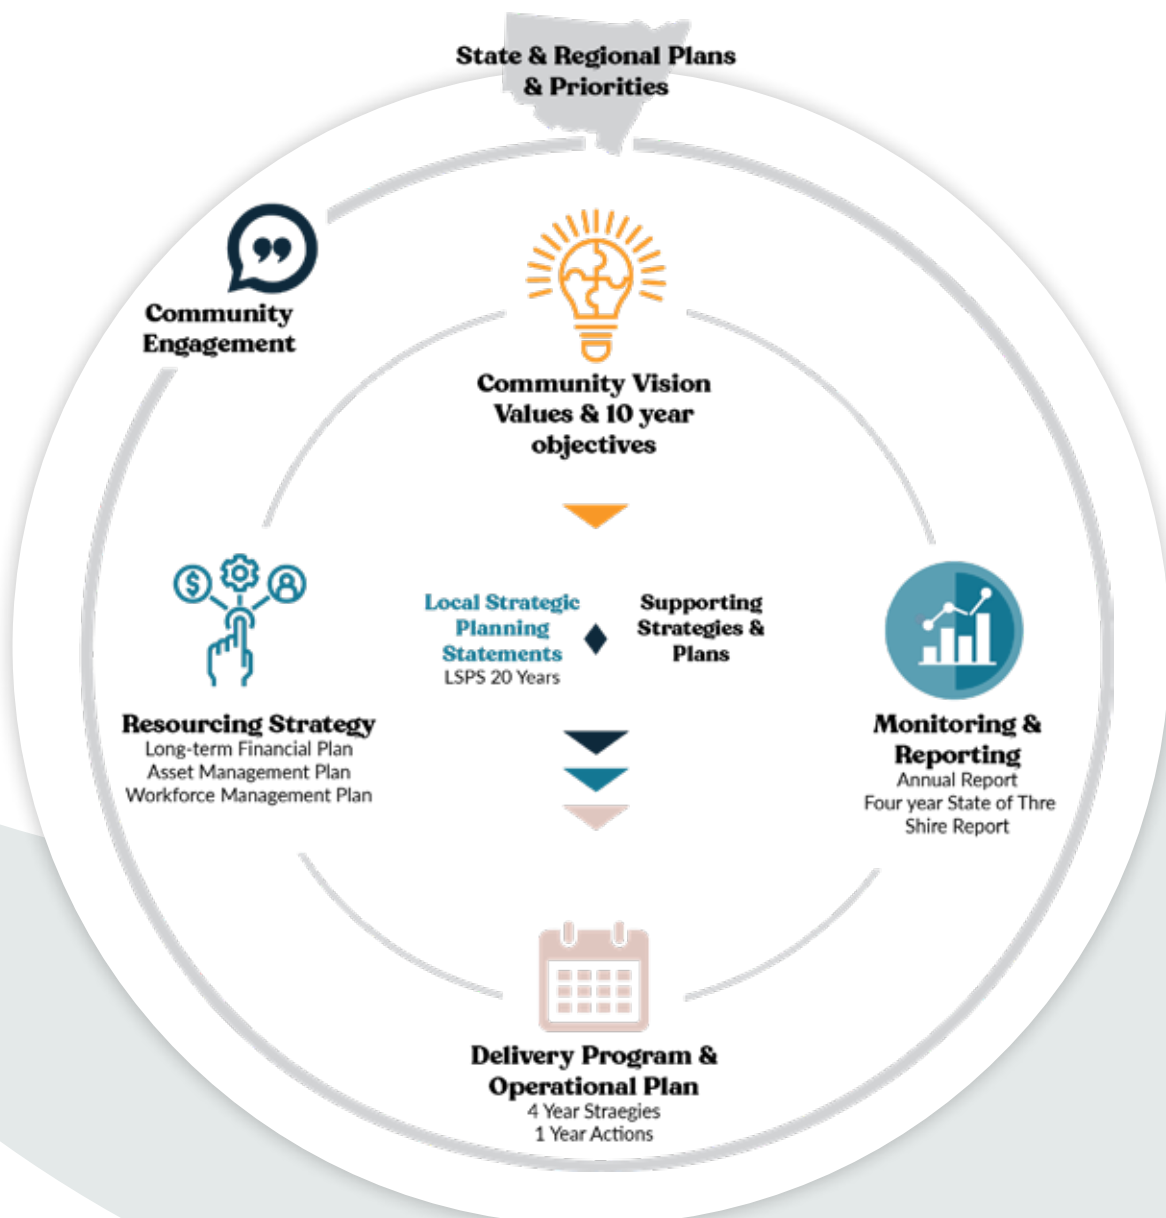 State & Regional Plans
& Priorities
Community
Engagement
Community Vision
Values & 10 year
objectives
Local Strategic
Planning
Statements
LSPS 20 Years
Supporting
Strategies &
Plans
Resourcing Strategy
Long-term Financial Plan
Asset Management Plan
Workforce Management Plan
Monitoring &
Reporting
Annual Report
Four year State of Thre
Shire Report
Delivery Program &
Operational Plan
4 Year Straegies
1 Year Actions